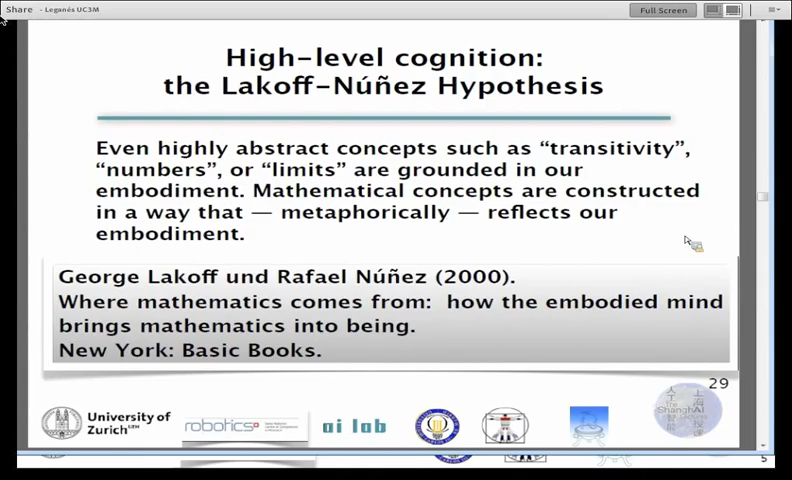 Share - Leganés UC3M
Full Screen
High-level cognition:
the Lakoff-Núñez Hypothesis
Even highly abstract concepts such as “transitivity”,
“numbers”, or “limits” are grounded in our
embodiment. Mathematical concepts are constructed
in a way that — metaphorically — reflects our
embodiment.
George Lakoff und Rafael Núñez (2000).
Where mathematics comes from: how the embodied mind
brings mathematics into being.
New York: Basic Books.
29
University of
Zurich
robotics
ai lab
The
ShanghAI
Lectures
5